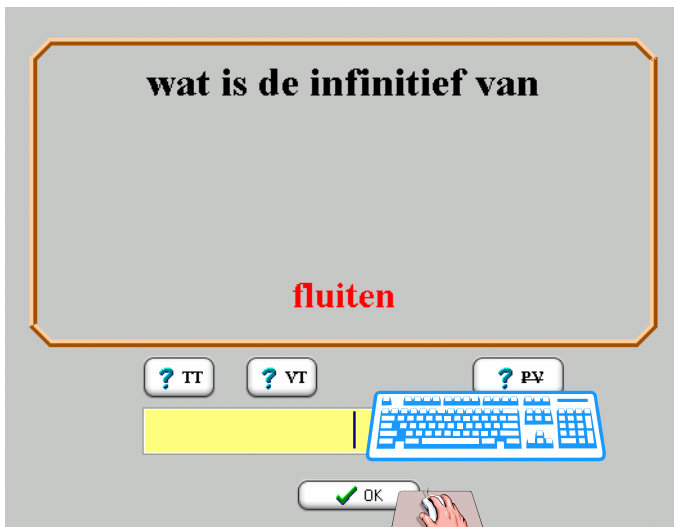 wat is de infinitief van
fluiten
? TT ? VT ? PV
OK